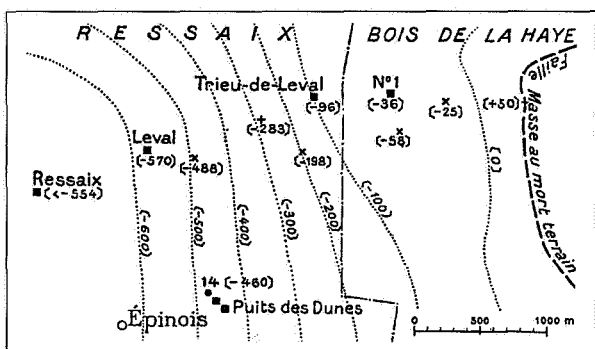 RESSAIX BOIS DE LA HAYE
Faille Masse au mort terrain
Trieu-de-Leval
(-96)
N° 1
(-36)
(-25)
(+50)
(-283)
(-58)
Leval
(-570)
(-488)
(-198)
(0)
Ressaix
(<-554)
(-600)
(-500)
(-400)
(-300)
(-200)
(-100)
14 (-460)
Puits des Dunes
Épinois
0 500 1000 m